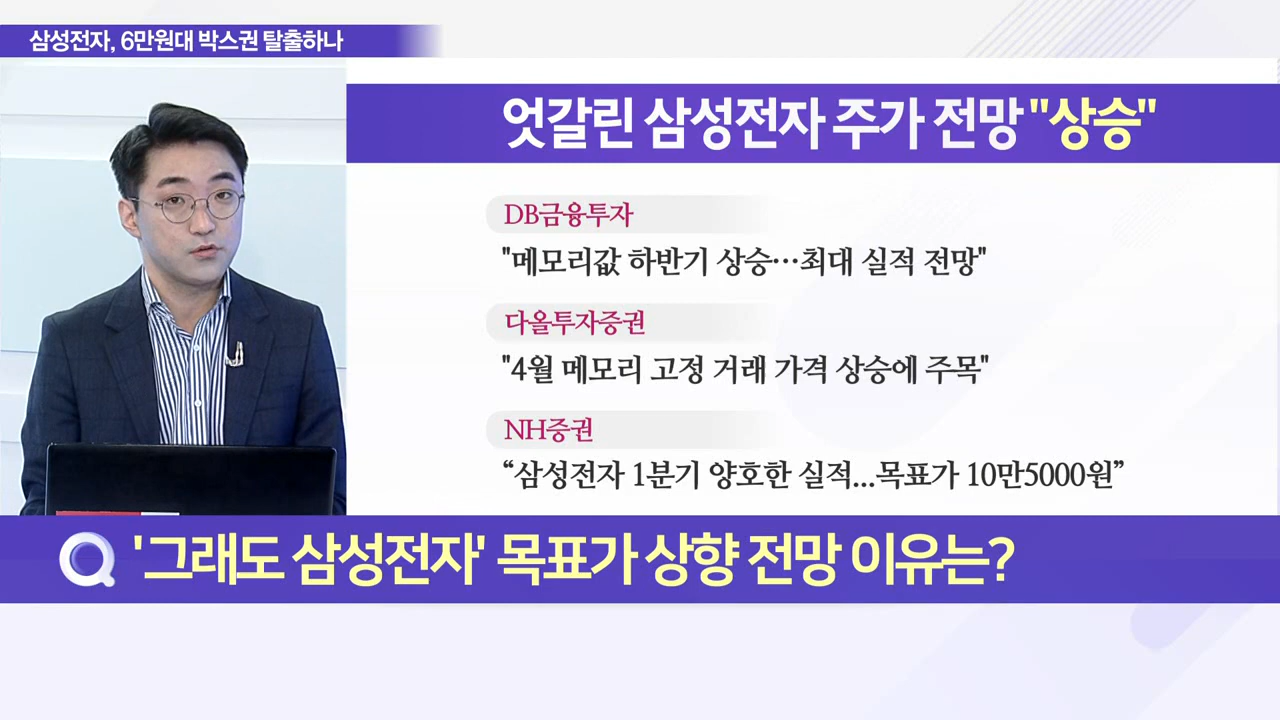 삼성전자, 6만원대 박스권 탈출하나
엇갈린 삼성전자 주가 전망 "상승"
DB금융투자
"메모리값 하반기 상승…최대 실적 전망"
다올투자증권
"4월 메모리 고정 거래 가격 상승에 주목"
NH증권
“삼성전자 1분기 양호한 실적...목표가 10만5000원”
'그래도 삼성전자' 목표가 상향 전망 이유는?